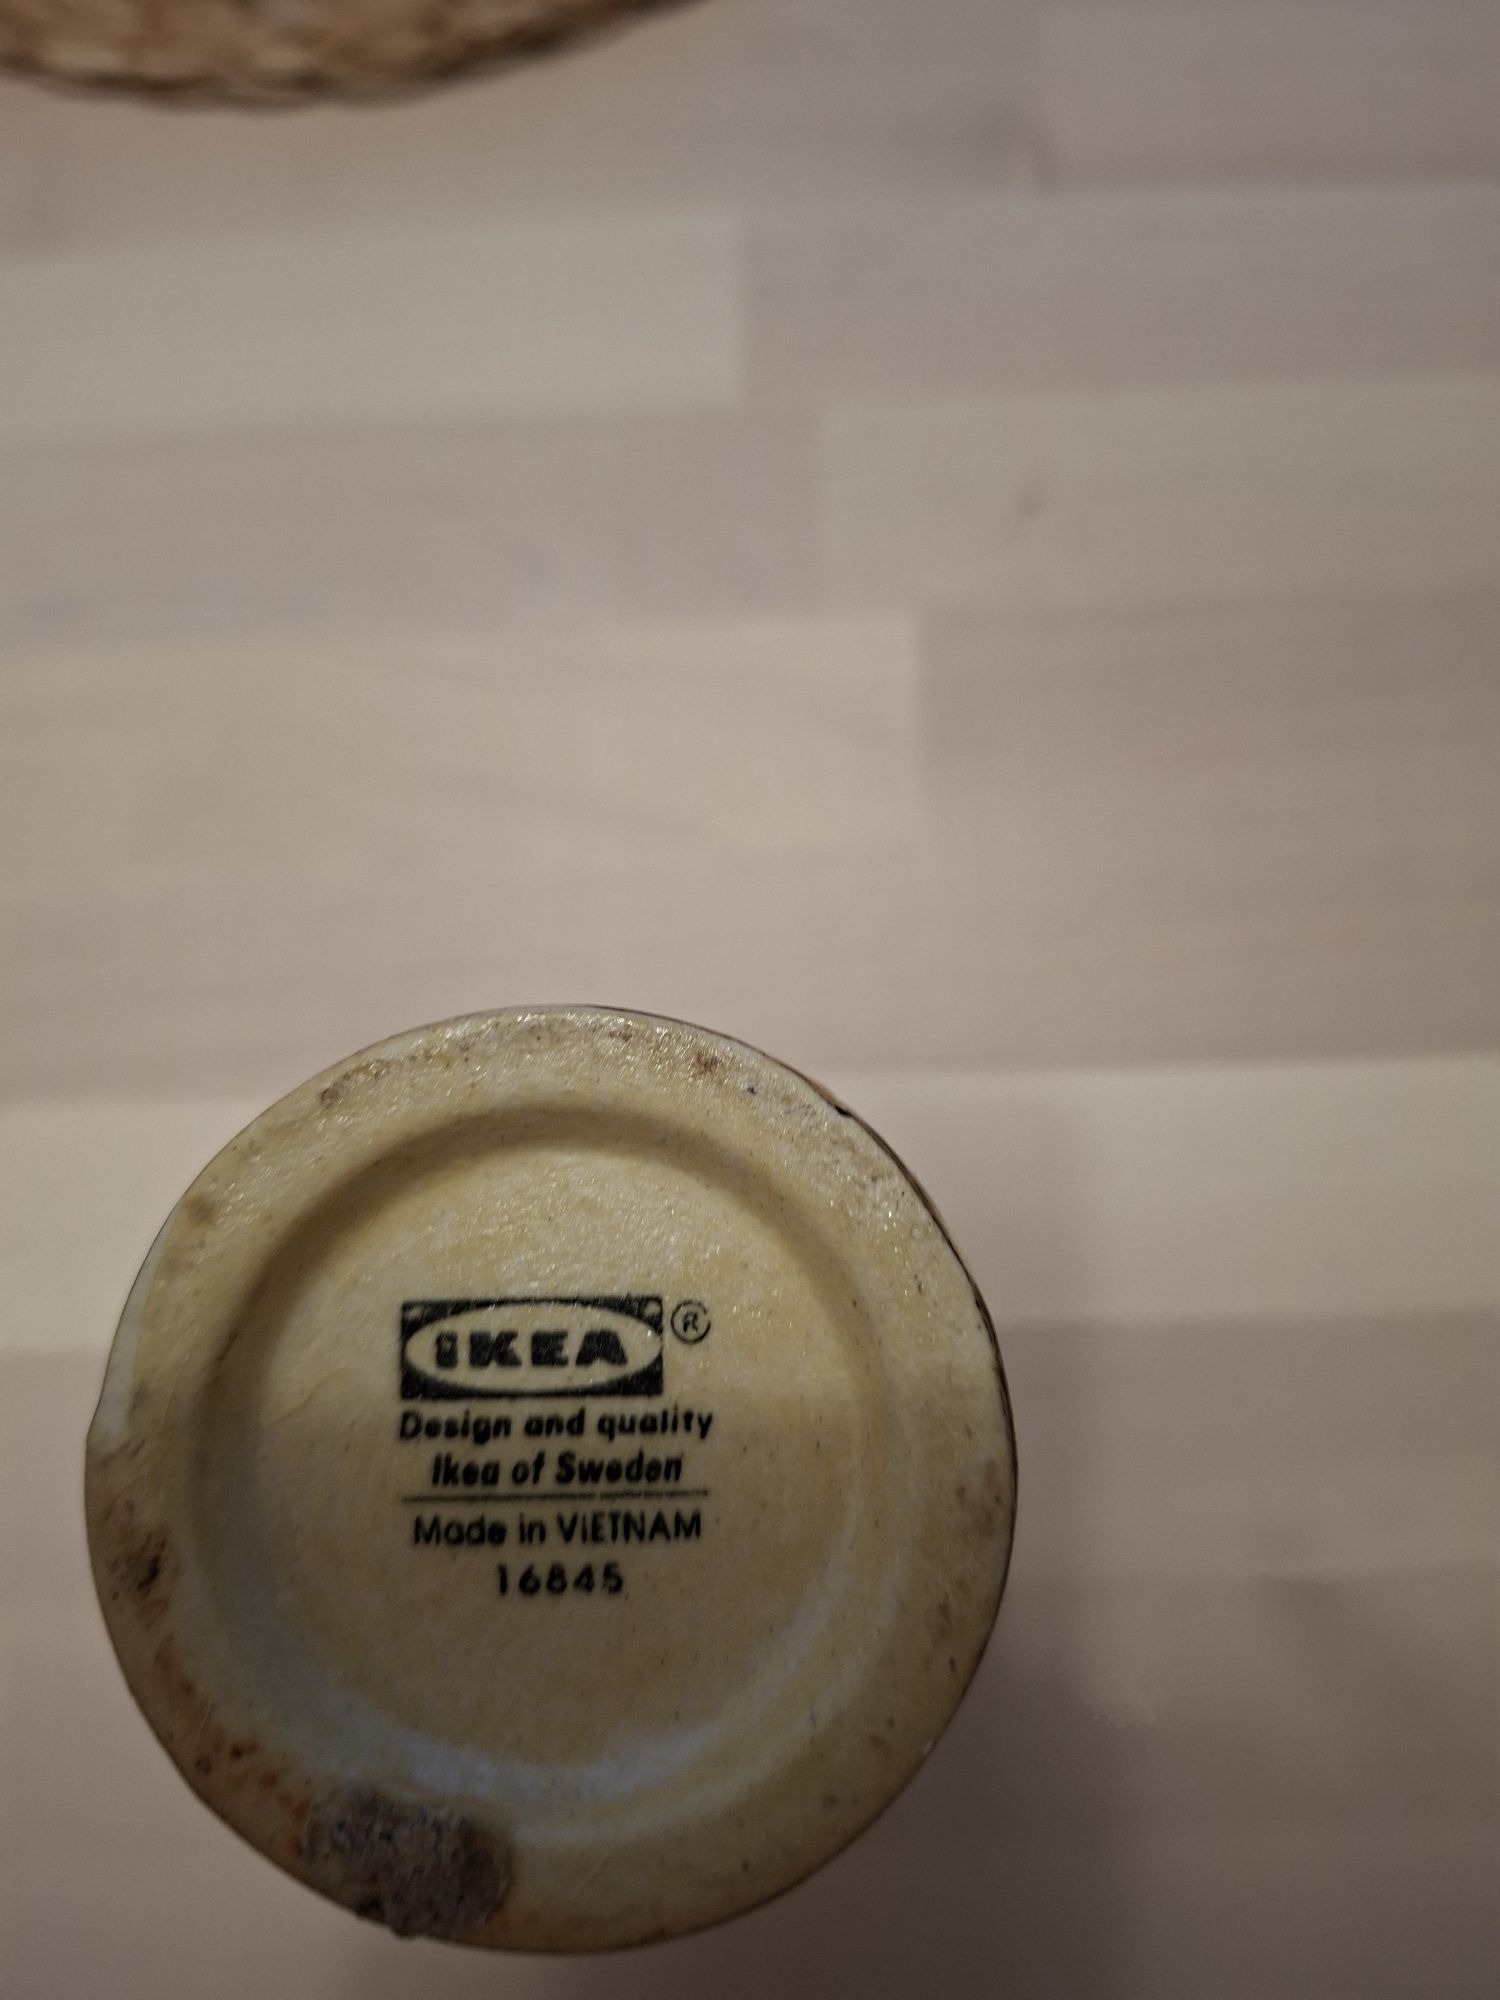 IKEA ®
Design and quality
Ikea of Sweden
Made in VIETNAM
16845